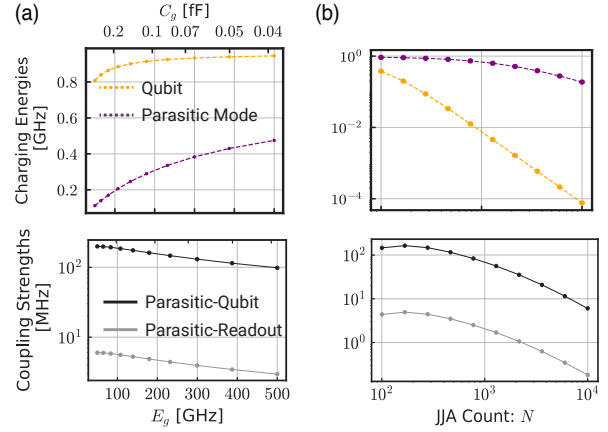 (a)
C_g [fF]
0.2 0.1 0.07 0.05 0.04
Charging Energies
[GHz]
0.8
0.6
0.4
0.2
Qubit
Parasitic Mode
(b)
10^0
10^−2
10^−4
Coupling Strengths
[MHz]
10^2
10^1
Parasitic-Qubit
Parasitic-Readout
100 200 300 400 500
E_g [GHz]
10^2
10^1
10^0
10^2 10^3 10^4
JJA Count: N